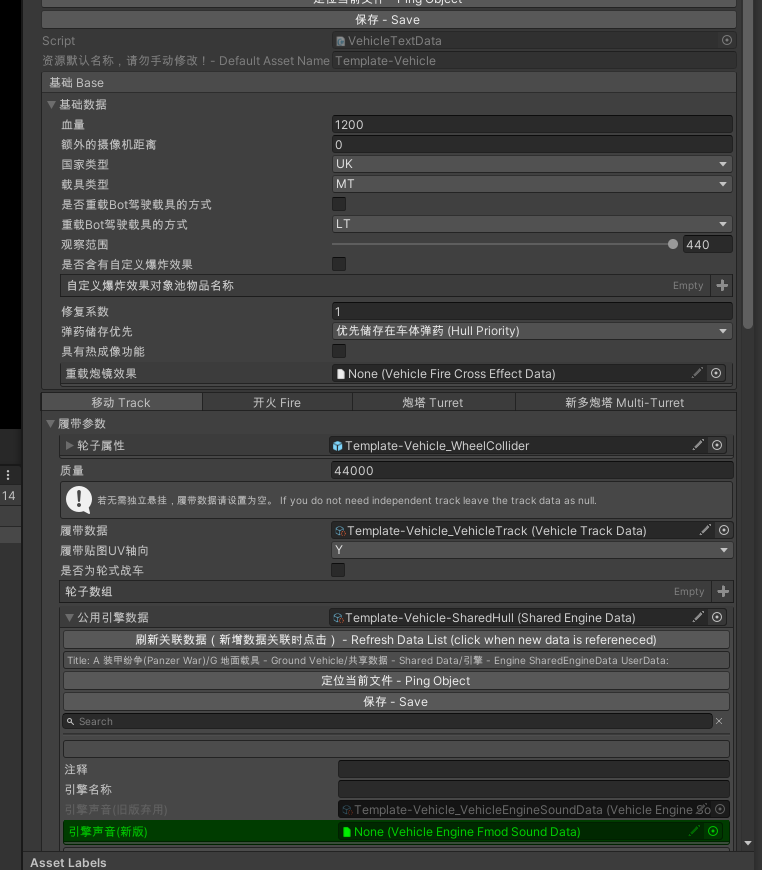 定位当前文件 - Ping Object
保存 - Save
Script VehicleTextData
资源默认名称，请勿手动修改！- Default Asset Name Template-Vehicle
基础 Base
基础数据
血量 1200
额外的摄像机距离 0
国家类型 UK
载具类型 MT
是否重载Bot驾驶载具的方式
重载Bot驾驶载具的方式 LT
观察范围 440
是否含有自定义爆炸效果
自定义爆炸效果对象池物品名称 Empty
修复系数 1
弹药储存优先 优先储存在车体弹药 (Hull Priority)
具有热成像功能
重载炮镜效果 None (Vehicle Fire Cross Effect Data)
移动 Track 开火 Fire 炮塔 Turret 新多炮塔 Multi-Turret
履带参数
轮子属性 Template-Vehicle_WheelCollider
14
质量 44000
若无需独立悬挂，履带数据请设置为空。 If you do not need independent track leave the track data as null.
履带数据 Template-Vehicle_VehicleTrack (Vehicle Track Data)
履带贴图UV轴向 Y
是否为轮式战车
轮子数组 Empty
公用引擎数据 Template-Vehicle-SharedHull (Shared Engine Data)
刷新关联数据（新增数据关联时点击） - Refresh Data List (click when new data is refereneced)
Title: A 装甲纷争(Panzer War)/G 地面载具 - Ground Vehicle/共享数据 - Shared Data/引擎 - Engine SharedEngineData UserData:
定位当前文件 - Ping Object
保存 - Save
Search
注释
引擎名称
引擎声音(旧版弃用) Template-Vehicle_VehicleEngineSoundData (Vehicle Engine So
引擎声音(新版) None (Vehicle Engine Fmod Sound Data)
Asset Labels